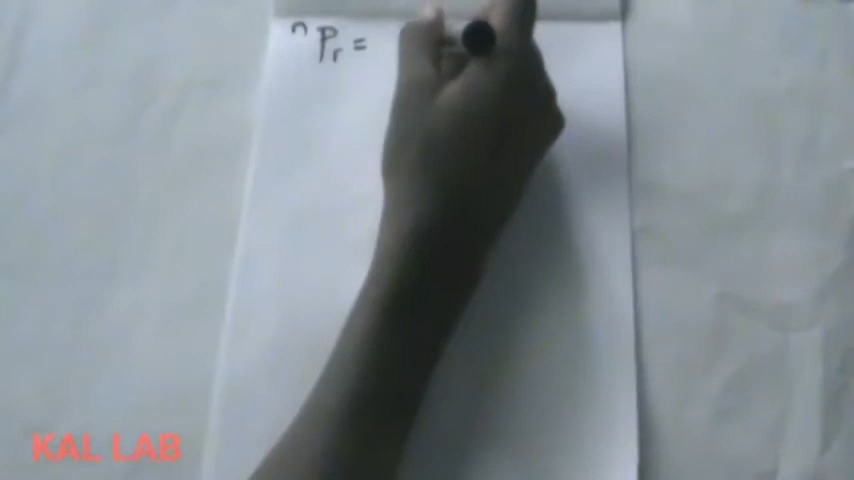 ⁿPᵣ =
KAL LAB